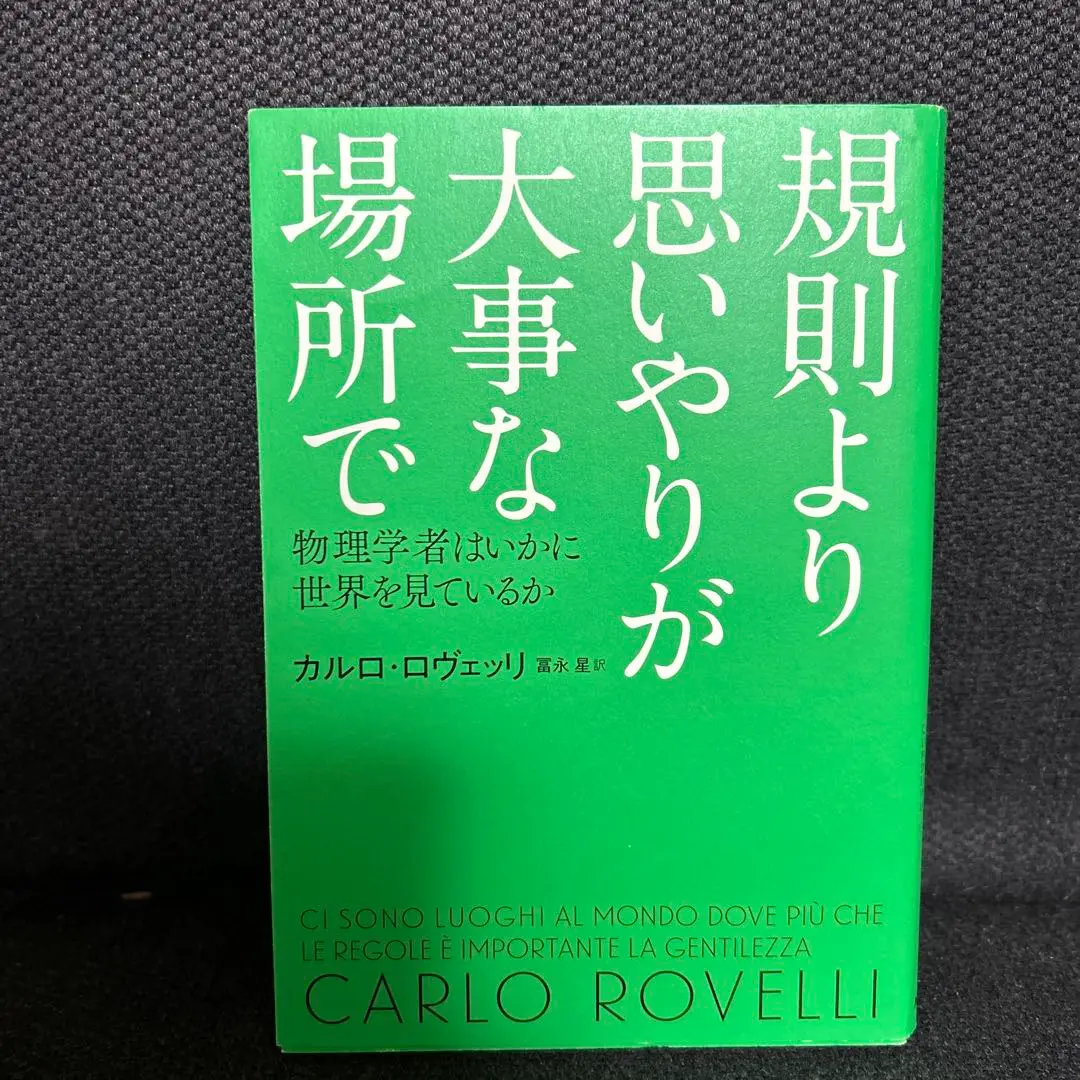 規則より
思いやりが
大事な
場所で
物理学者はいかに
世界を見ているか
カルロ・ロヴェッリ 冨永 星 訳
CI SONO LUOGHI AL MONDO DOVE PIÙ CHE
LE REGOLE È IMPORTANTE LA GENTILEZZA
CARLO ROVELLI